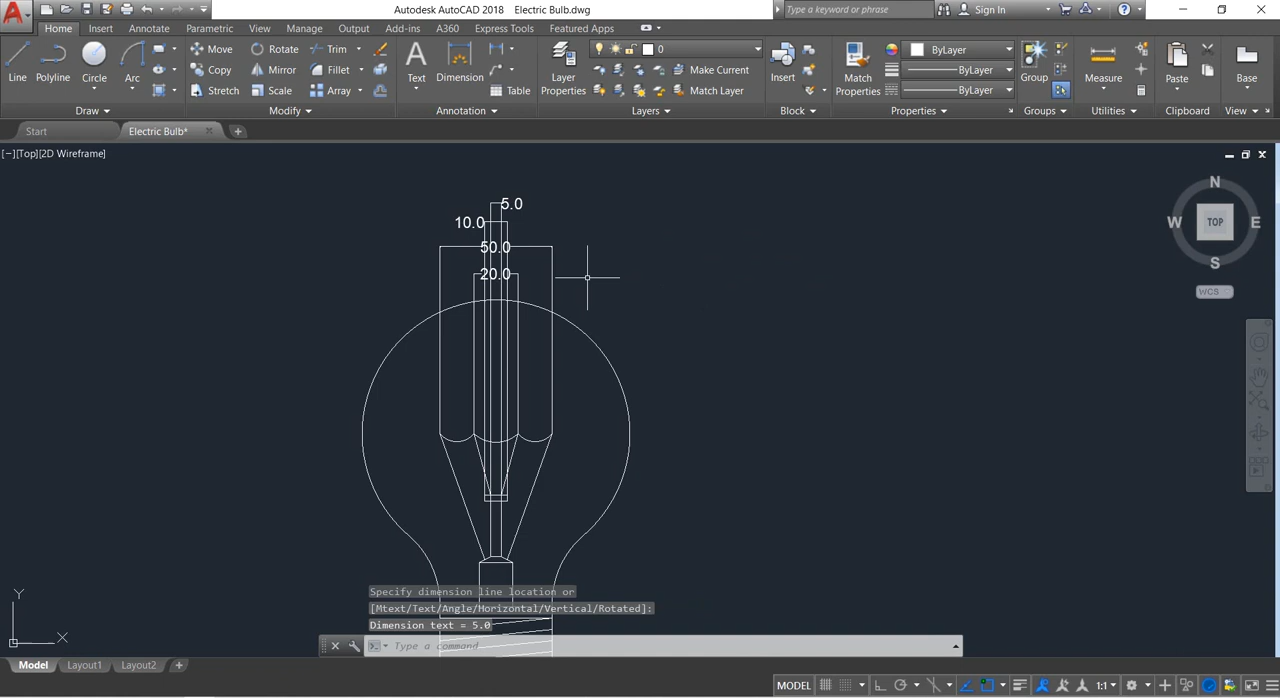 Autodesk AutoCAD 2018 Electric Bulb.dwg
Type a keyword or phrase
Sign In
Home Insert Annotate Parametric View Manage Output Add-ins A360 Express Tools Featured Apps
Line
Polyline
Circle
Arc
Draw
Move
Rotate
Trim
Copy
Mirror
Fillet
Stretch
Scale
Array
Modify
Text
Dimension
Table
Annotation
Layer
Properties
0
Make Current
Match Layer
Layers
Insert
Block
Match
Properties
ByLayer
ByLayer
ByLayer
Properties
Group
Groups
Measure
Utilities
Paste
Clipboard
Base
View
Start
Electric Bulb*
[−][Top][2D Wireframe]
5.0
10.0
50.0
20.0
N
W
TOP
E
S
WCS
Specify dimension line location or
[Mtext/Text/Angle/Horizontal/Vertical/Rotated]:
Dimension text = 5.0
Type a command
Y
X
Model Layout1 Layout2
MODEL
1:1